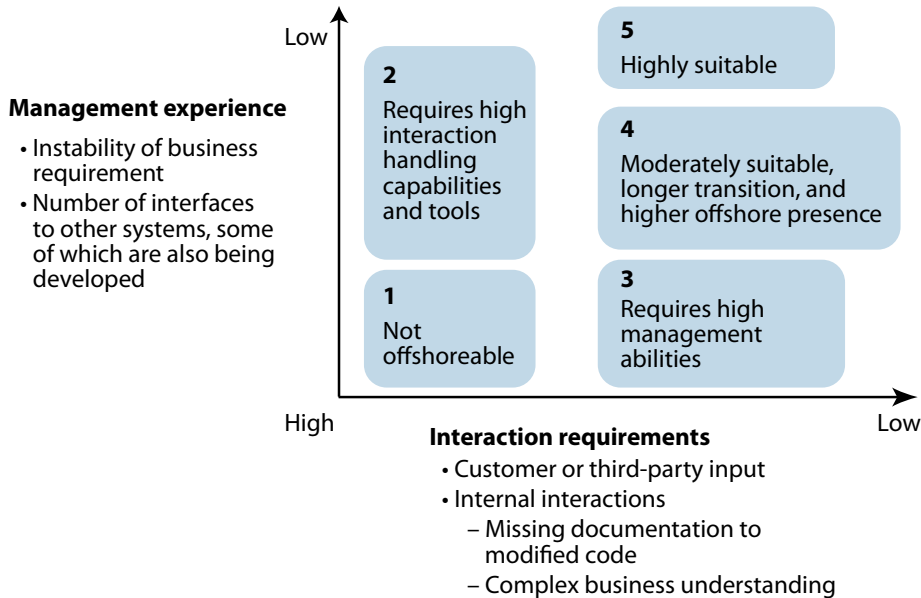 Low
Management experience
• Instability of business
requirement
• Number of interfaces
to other systems, some
of which are also being
developed
2
Requires high
interaction
handling
capabilities
and tools
5
Highly suitable
4
Moderately suitable,
longer transition, and
higher offshore presence
1
Not
offshoreable
3
Requires high
management
abilities
High
Low
Interaction requirements
• Customer or third-party input
• Internal interactions
– Missing documentation to
modified code
– Complex business understanding